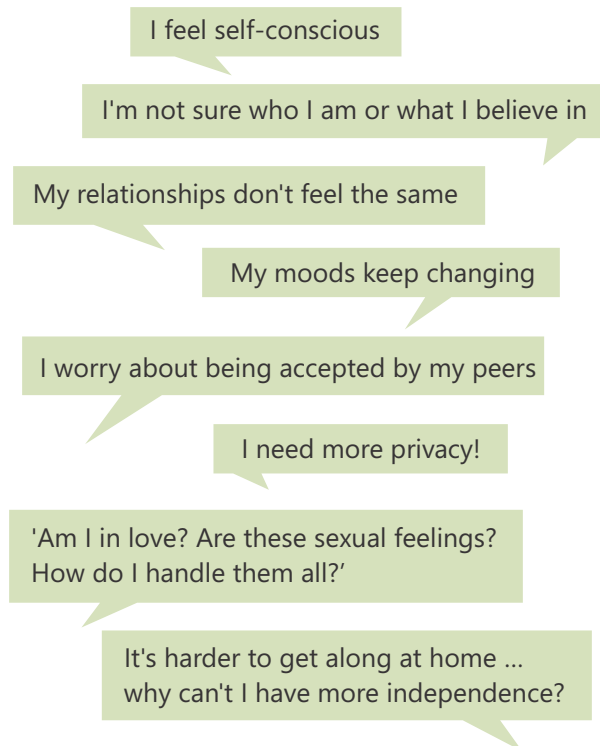 I feel self-conscious
I'm not sure who I am or what I believe in
My relationships don't feel the same
My moods keep changing
I worry about being accepted by my peers
I need more privacy!
'Am I in love? Are these sexual feelings?
How do I handle them all?’
It's harder to get along at home ...
why can't I have more independence?